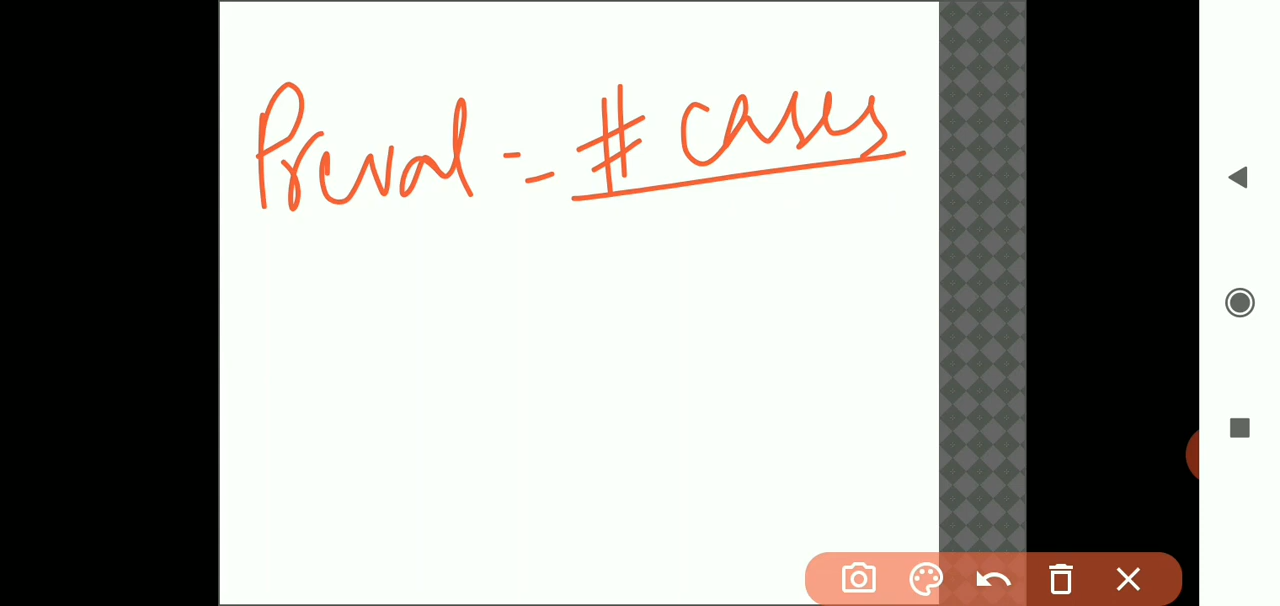 Preval = # cases